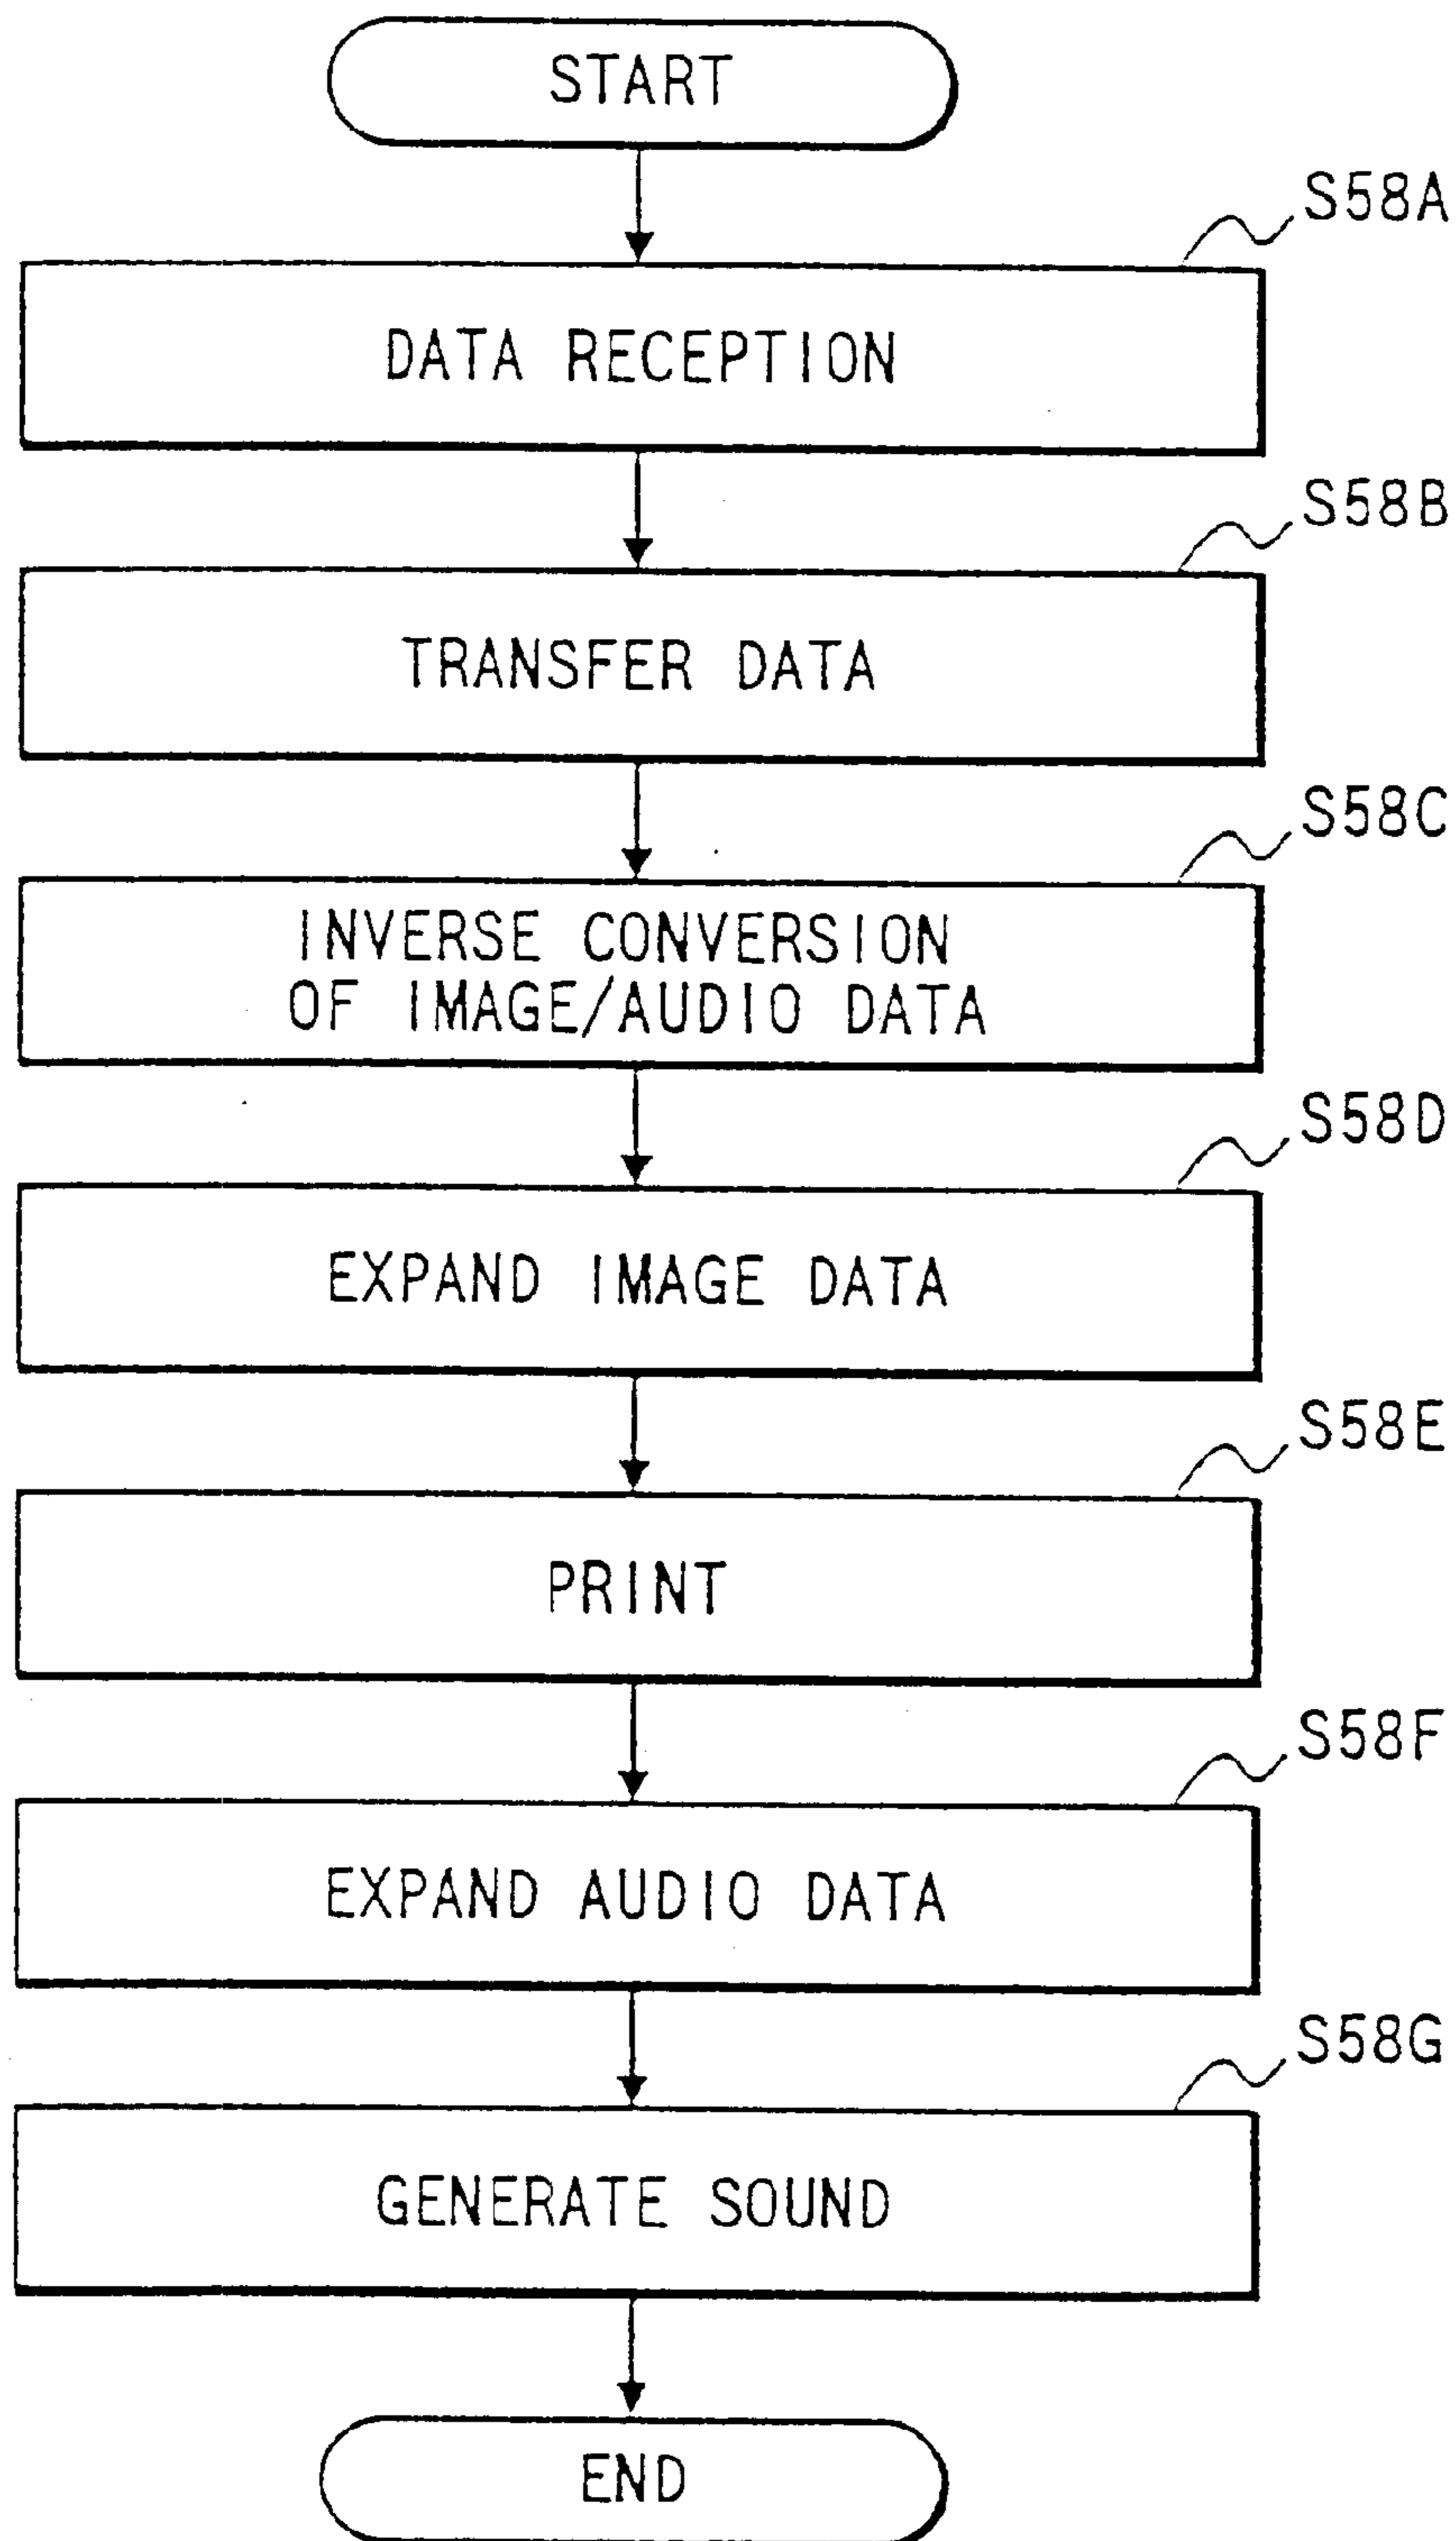 START
S58A
DATA RECEPTION
S58B
TRANSFER DATA
S58C
INVERSE CONVERSION
OF IMAGE/AUDIO DATA
S58D
EXPAND IMAGE DATA
S58E
PRINT
S58F
EXPAND AUDIO DATA
S58G
GENERATE SOUND
END